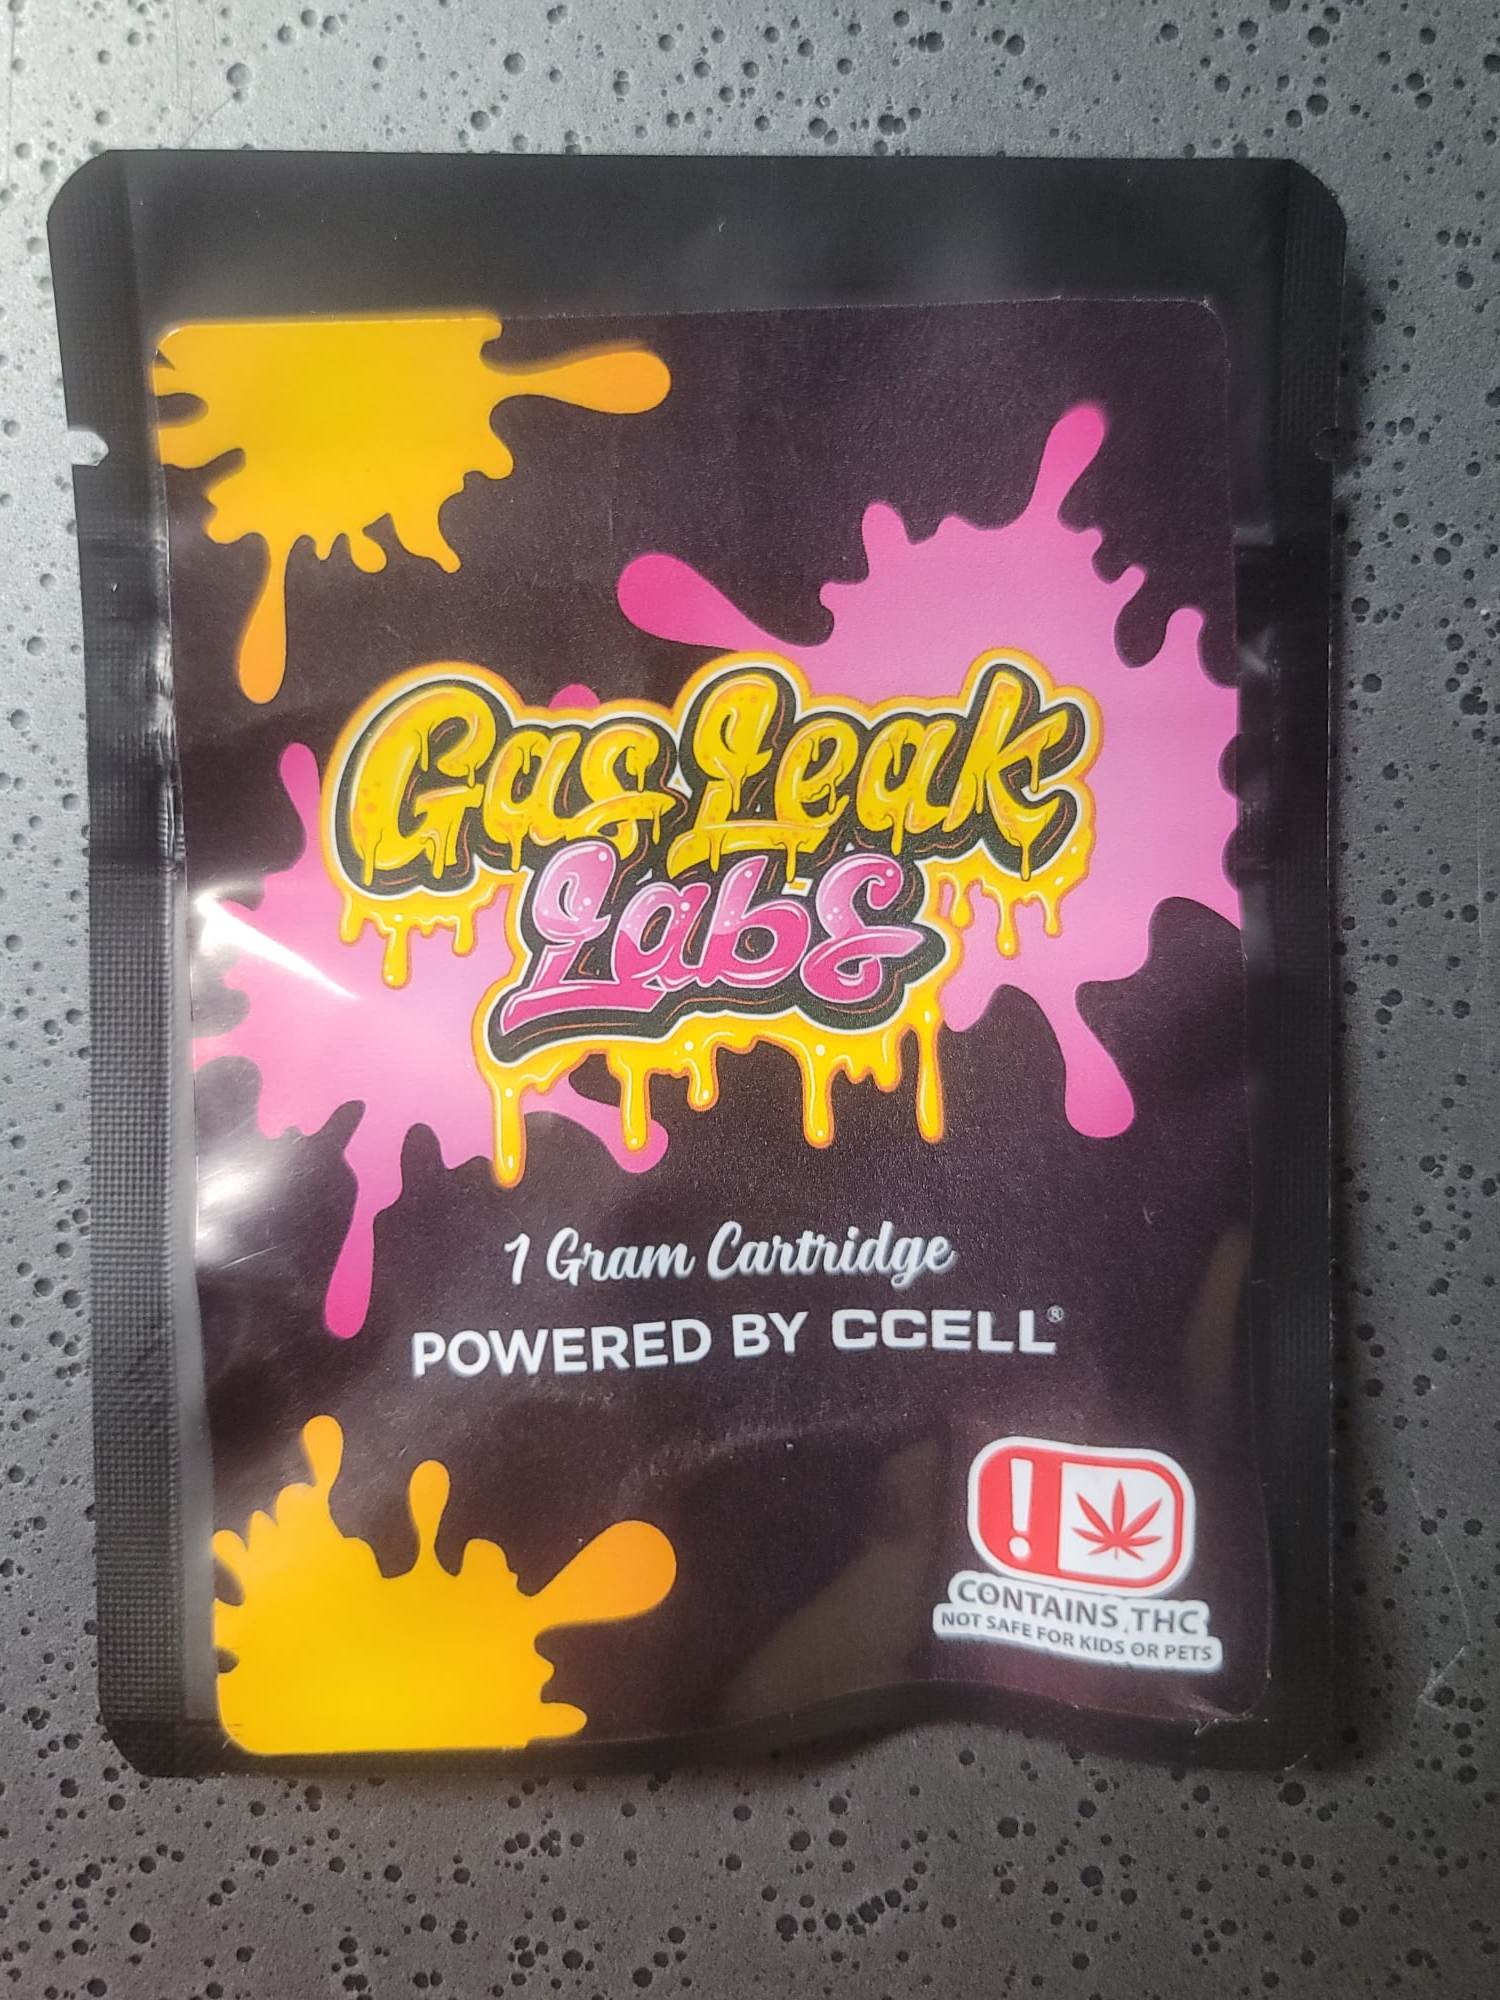 Gas Leak
Labs
1 Gram Cartridge
POWERED BY CCELL®
!
CONTAINS THC
NOT SAFE FOR KIDS OR PETS